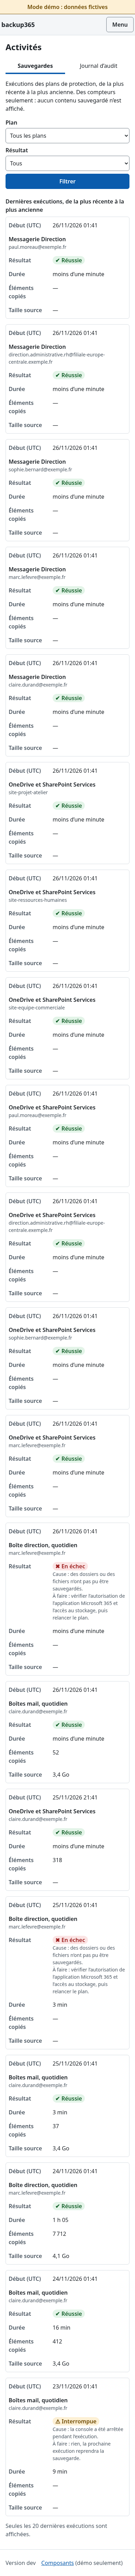 Mode démo : données fictives
backup365
Menu
Activités
Sauvegardes
Journal d'audit
Exécutions des plans de protection, de la plus
récente à la plus ancienne. Des compteurs
seulement : aucun contenu sauvegardé n'est
affiché.
Plan
Tous les plans
Résultat
Tous
Filtrer
Dernières exécutions, de la plus récente à la
plus ancienne
Début (UTC) 26/11/2026 01:41
Messagerie Direction
paul.moreau@exemple.fr
Résultat ✔ Réussie
Durée moins d'une minute
Éléments
copiés —
Taille source —
Début (UTC) 26/11/2026 01:41
Messagerie Direction
direction.administrative.rh@filiale-europe-
centrale.exemple.fr
Résultat ✔ Réussie
Durée moins d'une minute
Éléments
copiés —
Taille source —
Début (UTC) 26/11/2026 01:41
Messagerie Direction
sophie.bernard@exemple.fr
Résultat ✔ Réussie
Durée moins d'une minute
Éléments
copiés —
Taille source —
Début (UTC) 26/11/2026 01:41
Messagerie Direction
marc.lefevre@exemple.fr
Résultat ✔ Réussie
Durée moins d'une minute
Éléments
copiés —
Taille source —
Début (UTC) 26/11/2026 01:41
Messagerie Direction
claire.durand@exemple.fr
Résultat ✔ Réussie
Durée moins d'une minute
Éléments
copiés —
Taille source —
Début (UTC) 26/11/2026 01:41
OneDrive et SharePoint Services
site-projet-atelier
Résultat ✔ Réussie
Durée moins d'une minute
Éléments
copiés —
Taille source —
Début (UTC) 26/11/2026 01:41
OneDrive et SharePoint Services
site-ressources-humaines
Résultat ✔ Réussie
Durée moins d'une minute
Éléments
copiés —
Taille source —
Début (UTC) 26/11/2026 01:41
OneDrive et SharePoint Services
site-equipe-commerciale
Résultat ✔ Réussie
Durée moins d'une minute
Éléments
copiés —
Taille source —
Début (UTC) 26/11/2026 01:41
OneDrive et SharePoint Services
paul.moreau@exemple.fr
Résultat ✔ Réussie
Durée moins d'une minute
Éléments
copiés —
Taille source —
Début (UTC) 26/11/2026 01:41
OneDrive et SharePoint Services
direction.administrative.rh@filiale-europe-
centrale.exemple.fr
Résultat ✔ Réussie
Durée moins d'une minute
Éléments
copiés —
Taille source —
Début (UTC) 26/11/2026 01:41
OneDrive et SharePoint Services
sophie.bernard@exemple.fr
Résultat ✔ Réussie
Durée moins d'une minute
Éléments
copiés —
Taille source —
Début (UTC) 26/11/2026 01:41
OneDrive et SharePoint Services
marc.lefevre@exemple.fr
Résultat ✔ Réussie
Durée moins d'une minute
Éléments
copiés —
Taille source —
Début (UTC) 26/11/2026 01:41
Boîte direction, quotidien
marc.lefevre@exemple.fr
Résultat ✖ En échec
Cause : des dossiers ou des
fichiers n'ont pas pu être
sauvegardés.
À faire : vérifier l'autorisation de
l'application Microsoft 365 et
l'accès au stockage, puis
relancer le plan.
Durée moins d'une minute
Éléments
copiés —
Taille source —
Début (UTC) 26/11/2026 01:41
Boîtes mail, quotidien
claire.durand@exemple.fr
Résultat ✔ Réussie
Durée moins d'une minute
Éléments
copiés 52
Taille source 3,4 Go
Début (UTC) 25/11/2026 21:41
OneDrive et SharePoint Services
claire.durand@exemple.fr
Résultat ✔ Réussie
Durée moins d'une minute
Éléments
copiés 318
Taille source —
Début (UTC) 25/11/2026 01:41
Boîte direction, quotidien
marc.lefevre@exemple.fr
Résultat ✖ En échec
Cause : des dossiers ou des
fichiers n'ont pas pu être
sauvegardés.
À faire : vérifier l'autorisation de
l'application Microsoft 365 et
l'accès au stockage, puis
relancer le plan.
Durée 3 min
Éléments
copiés —
Taille source —
Début (UTC) 25/11/2026 01:41
Boîtes mail, quotidien
claire.durand@exemple.fr
Résultat ✔ Réussie
Durée 3 min
Éléments
copiés 37
Taille source 3,4 Go
Début (UTC) 24/11/2026 01:41
Boîte direction, quotidien
marc.lefevre@exemple.fr
Résultat ✔ Réussie
Durée 1 h 05
Éléments
copiés 7 712
Taille source 4,1 Go
Début (UTC) 24/11/2026 01:41
Boîtes mail, quotidien
claire.durand@exemple.fr
Résultat ✔ Réussie
Durée 16 min
Éléments
copiés 412
Taille source 3,4 Go
Début (UTC) 23/11/2026 01:41
Boîtes mail, quotidien
claire.durand@exemple.fr
Résultat ⚠ Interrompue
Cause : la console a été arrêtée
pendant l'exécution.
À faire : rien, la prochaine
exécution reprendra la
sauvegarde.
Durée 9 min
Éléments
copiés —
Taille source —
Seules les 20 dernières exécutions sont
affichées.
Version dev Composants (démo seulement)